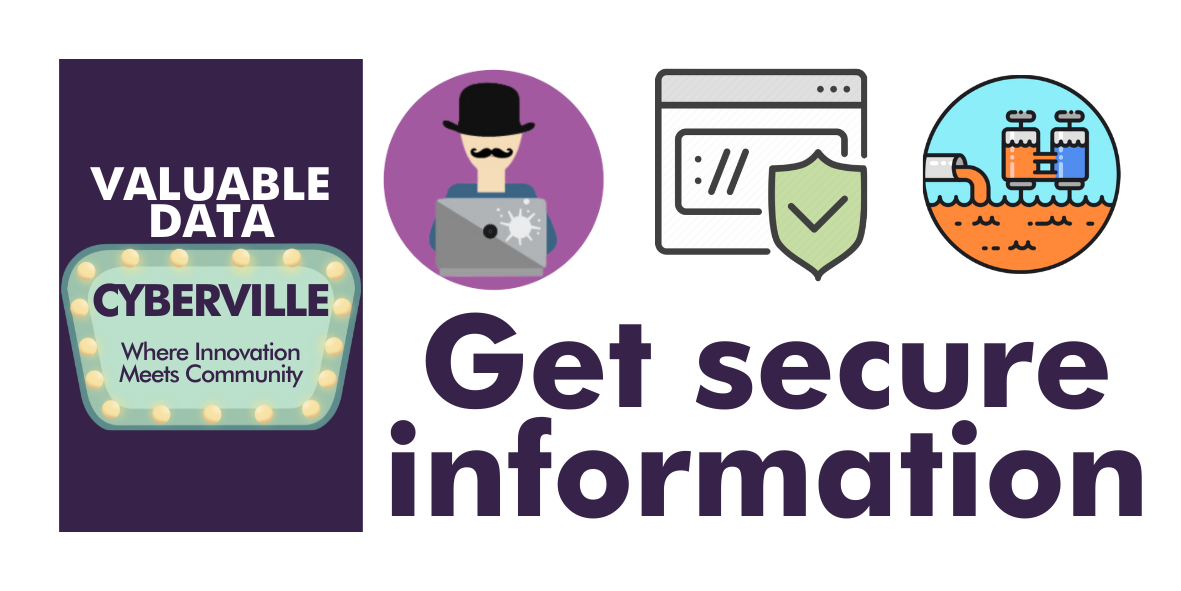 VALUABLE
DATA
CYBERVILLE
Where Innovation
Meets Community
://
Get secure
information